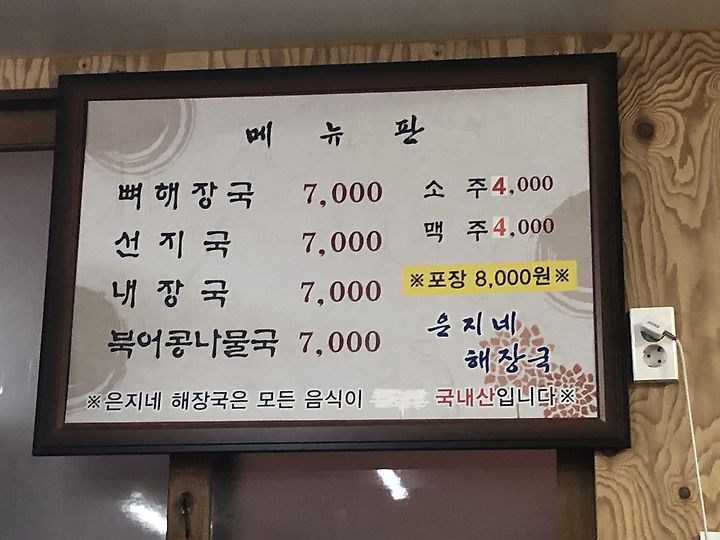 메 뉴 판
뼈해장국 7,000
선지국 7,000
내장국 7,000
북어콩나물국 7,000
소 주 4,000
맥 주 4,000
※포장 8,000원※
은지네
해장국
※은지네 해장국은 모든 음식이 국내산입니다※